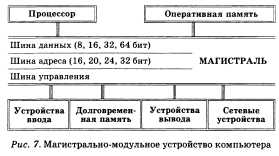 Процессор
Оперативная память
Шина данных (8, 16, 32, 64 бит)
Шина адреса (16, 20, 24, 32 бит)
МАГИСТРАЛЬ
Шина управления
Устройства ввода
Долговремен-ная память
Устройства вывода
Сетевые устройства
Рис. 7. Магистрально-модульное устройство компьютера